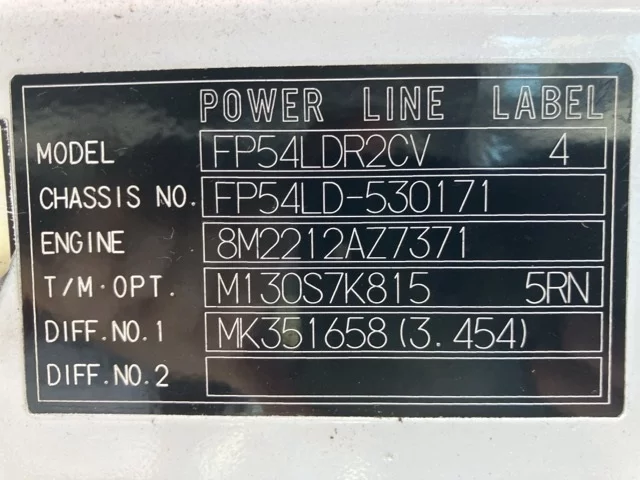 POWER LINE LABEL
MODEL FP54LDR2CV 4
CHASSIS NO. FP54LD-530171
ENGINE 8M2212AZ7371
T/M·OPT. M130S7K815 5RN
DIFF.NO.1 MK351658(3.454)
DIFF.NO.2